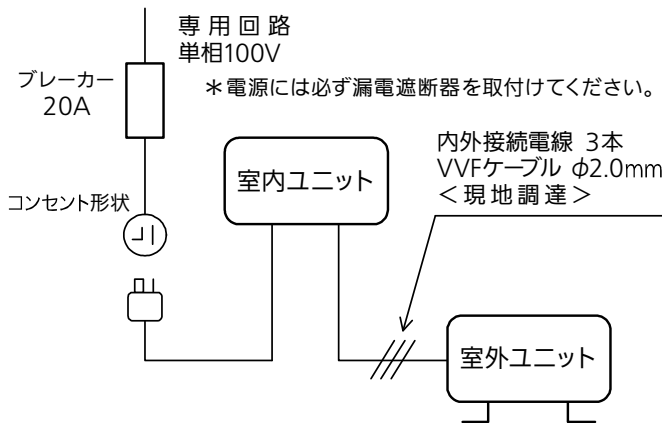 専用回路
単相100V
ブレーカー
20A
＊電源には必ず漏電遮断器を取付けてください。
内外接続電線 3本
VVFケーブル φ2.0mm
＜現地調達＞
室内ユニット
コンセント形状
室外ユニット